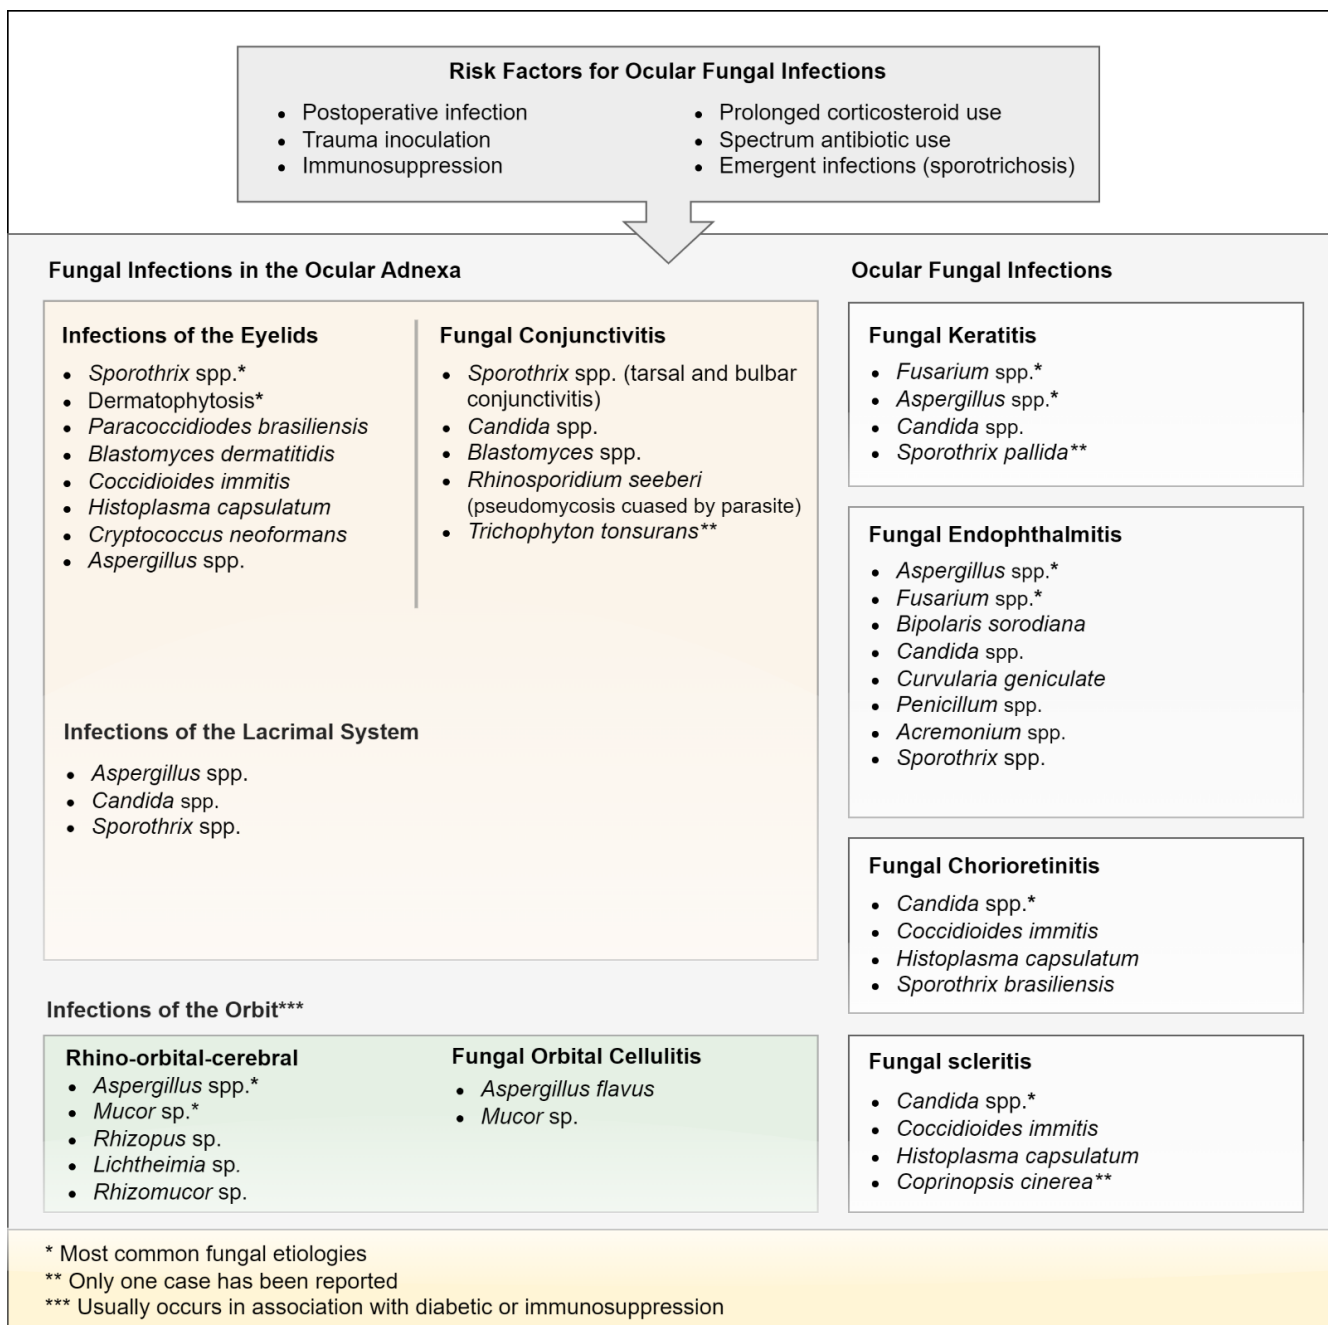 Risk Factors for Ocular Fungal Infections
• Postoperative infection
• Trauma inoculation
• Immunosuppression
• Prolonged corticosteroid use
• Spectrum antibiotic use
• Emergent infections (sporotrichosis)
Fungal Infections in the Ocular Adnexa
Infections of the Eyelids
• Sporothrix spp.*
• Dermatophytosis*
• Paracoccidiodes brasiliensis
• Blastomyces dermatitidis
• Coccidioides immitis
• Histoplasma capsulatum
• Cryptococcus neoformans
• Aspergillus spp.
Fungal Conjunctivitis
• Sporothrix spp. (tarsal and bulbar
conjunctivitis)
• Candida spp.
• Blastomyces spp.
• Rhinosporidium seeberi
(pseudomycosis cuased by parasite)
• Trichophyton tonsurans**
Infections of the Lacrimal System
• Aspergillus spp.
• Candida spp.
• Sporothrix spp.
Infections of the Orbit***
Rhino-orbital-cerebral
• Aspergillus spp.*
• Mucor sp.*
• Rhizopus sp.
• Lichtheimia sp.
• Rhizomucor sp.
Fungal Orbital Cellulitis
• Aspergillus flavus
• Mucor sp.
Ocular Fungal Infections
Fungal Keratitis
• Fusarium spp.*
• Aspergillus spp.*
• Candida spp.
• Sporothrix pallida**
Fungal Endophthalmitis
• Aspergillus spp.*
• Fusarium spp.*
• Bipolaris sorodiana
• Candida spp.
• Curvularia geniculate
• Penicillum spp.
• Acremonium spp.
• Sporothrix spp.
Fungal Chorioretinitis
• Candida spp.*
• Coccidioides immitis
• Histoplasma capsulatum
• Sporothrix brasiliensis
Fungal scleritis
• Candida spp.*
• Coccidioides immitis
• Histoplasma capsulatum
• Coprinopsis cinerea**
* Most common fungal etiologies
** Only one case has been reported
*** Usually occurs in association with diabetic or immunosuppression